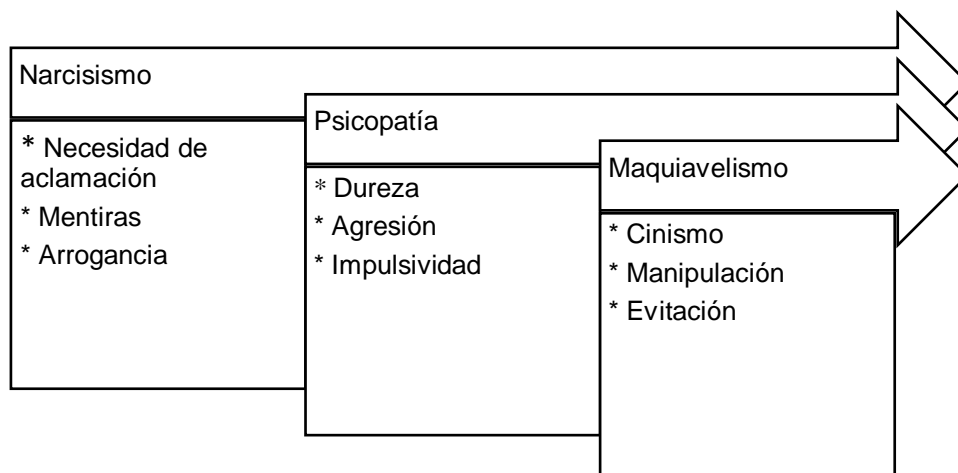 Narcisismo
* Necesidad de
aclamación
* Mentiras
* Arrogancia
Psicopatía
* Dureza
* Agresión
* Impulsividad
Maquiavelismo
* Cinismo
* Manipulación
* Evitación